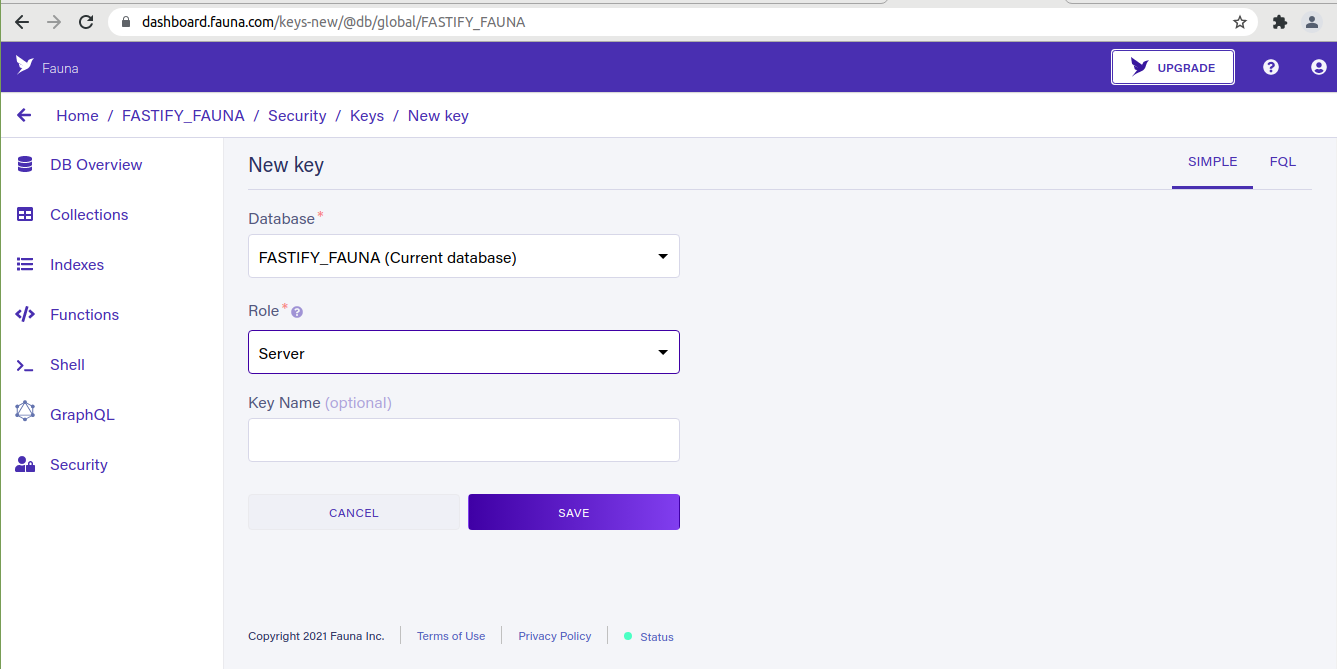 dashboard.fauna.com/keys-new/@db/global/FASTIFY_FAUNA
Fauna
UPGRADE
Home / FASTIFY_FAUNA / Security / Keys / New key
DB Overview
Collections
Indexes
Functions
Shell
GraphQL
Security
New key
SIMPLE FQL
Database*
FASTIFY_FAUNA (Current database)
Role* ?
Server
Key Name (optional)
CANCEL SAVE
Copyright 2021 Fauna Inc. Terms of Use Privacy Policy Status